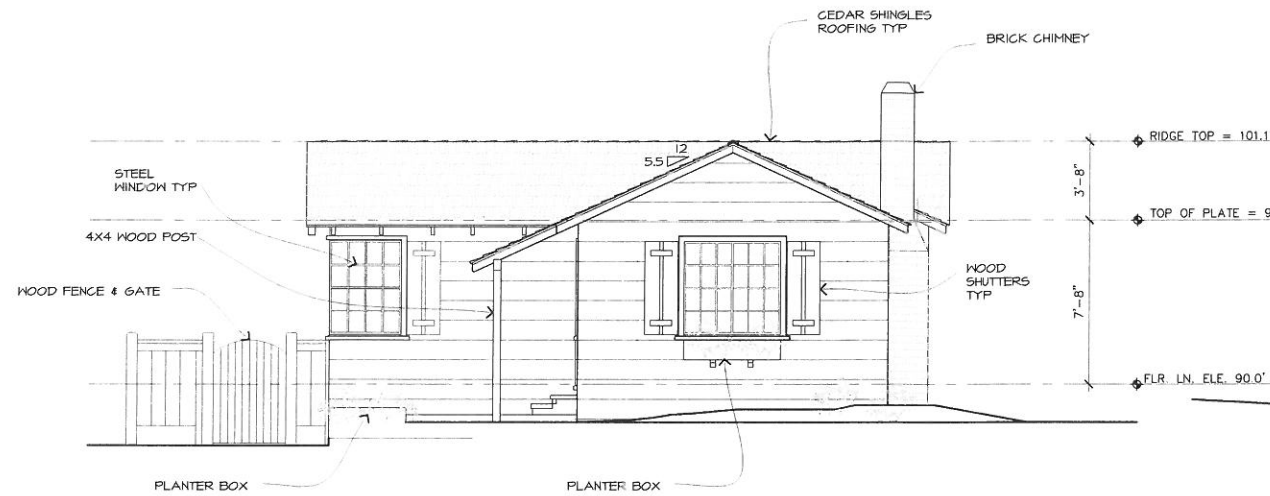 CEDAR SHINGLES
ROOFING TYP
BRICK CHIMNEY
RIDGE TOP = 101.1
12
5.5
3'-8"
STEEL
WINDOW TYP
TOP OF PLATE = 9
4X4 WOOD POST
WOOD
SHUTTERS
TYP
WOOD FENCE & GATE
7'-8"
FLR. LN. ELE. 90.0'
PLANTER BOX
PLANTER BOX